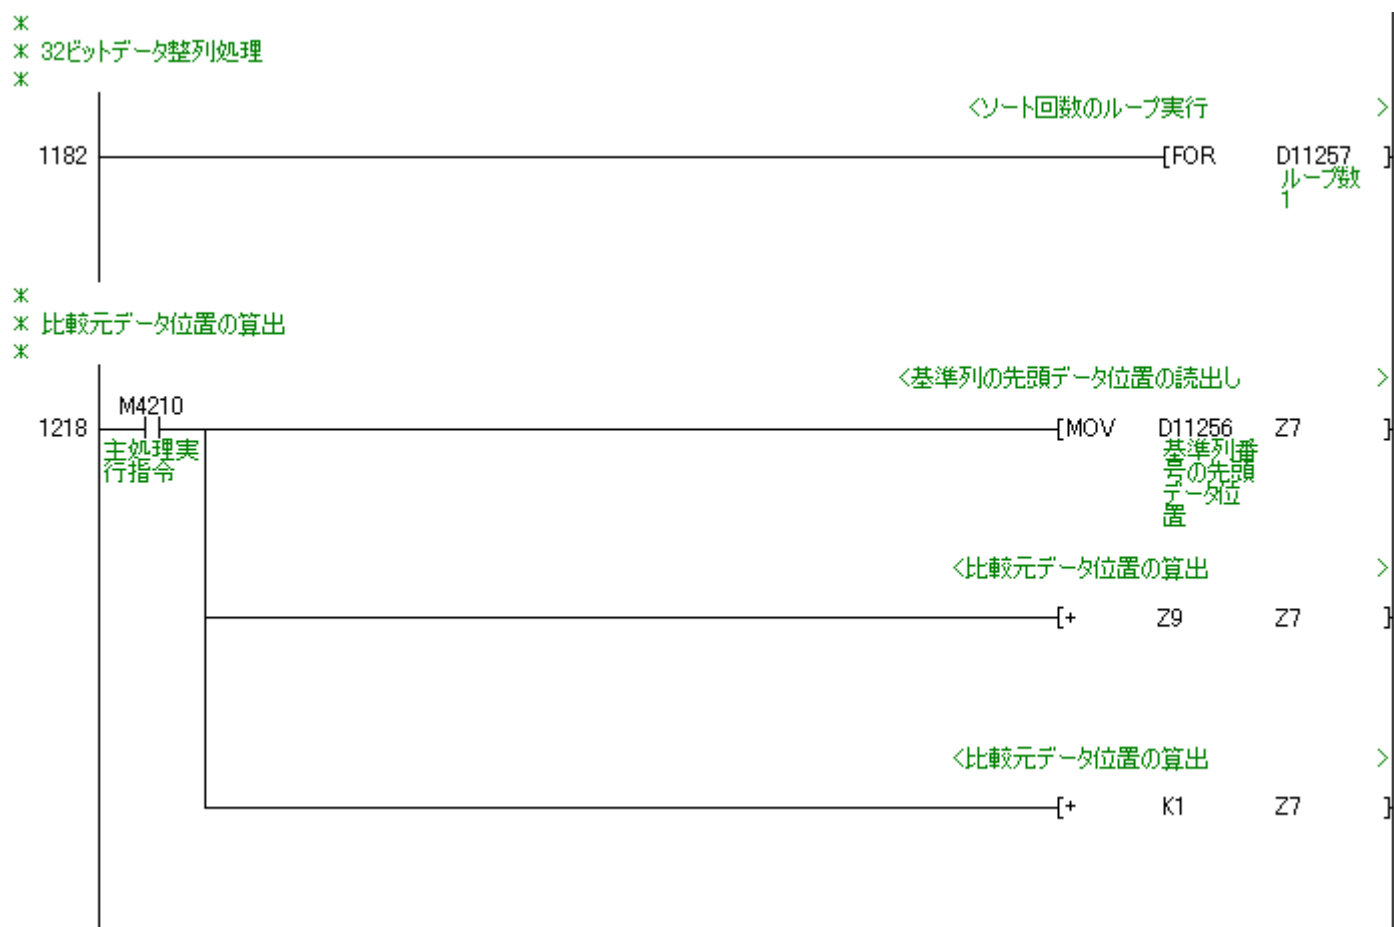 *
* 32ビットデータ整列処理
*
<ソート回数のループ実行 >
1182 [FOR D11257 ]
ループ数
1
*
* 比較元データ位置の算出
*
<基準列の先頭データ位置の読出し >
M4210
1218 [MOV D11256 Z7 ]
主処理実
行指令
基準列番
号の先頭
データ位
置
<比較元データ位置の算出 >
[+ Z9 Z7 ]
<比較元データ位置の算出 >
[+ K1 Z7 ]